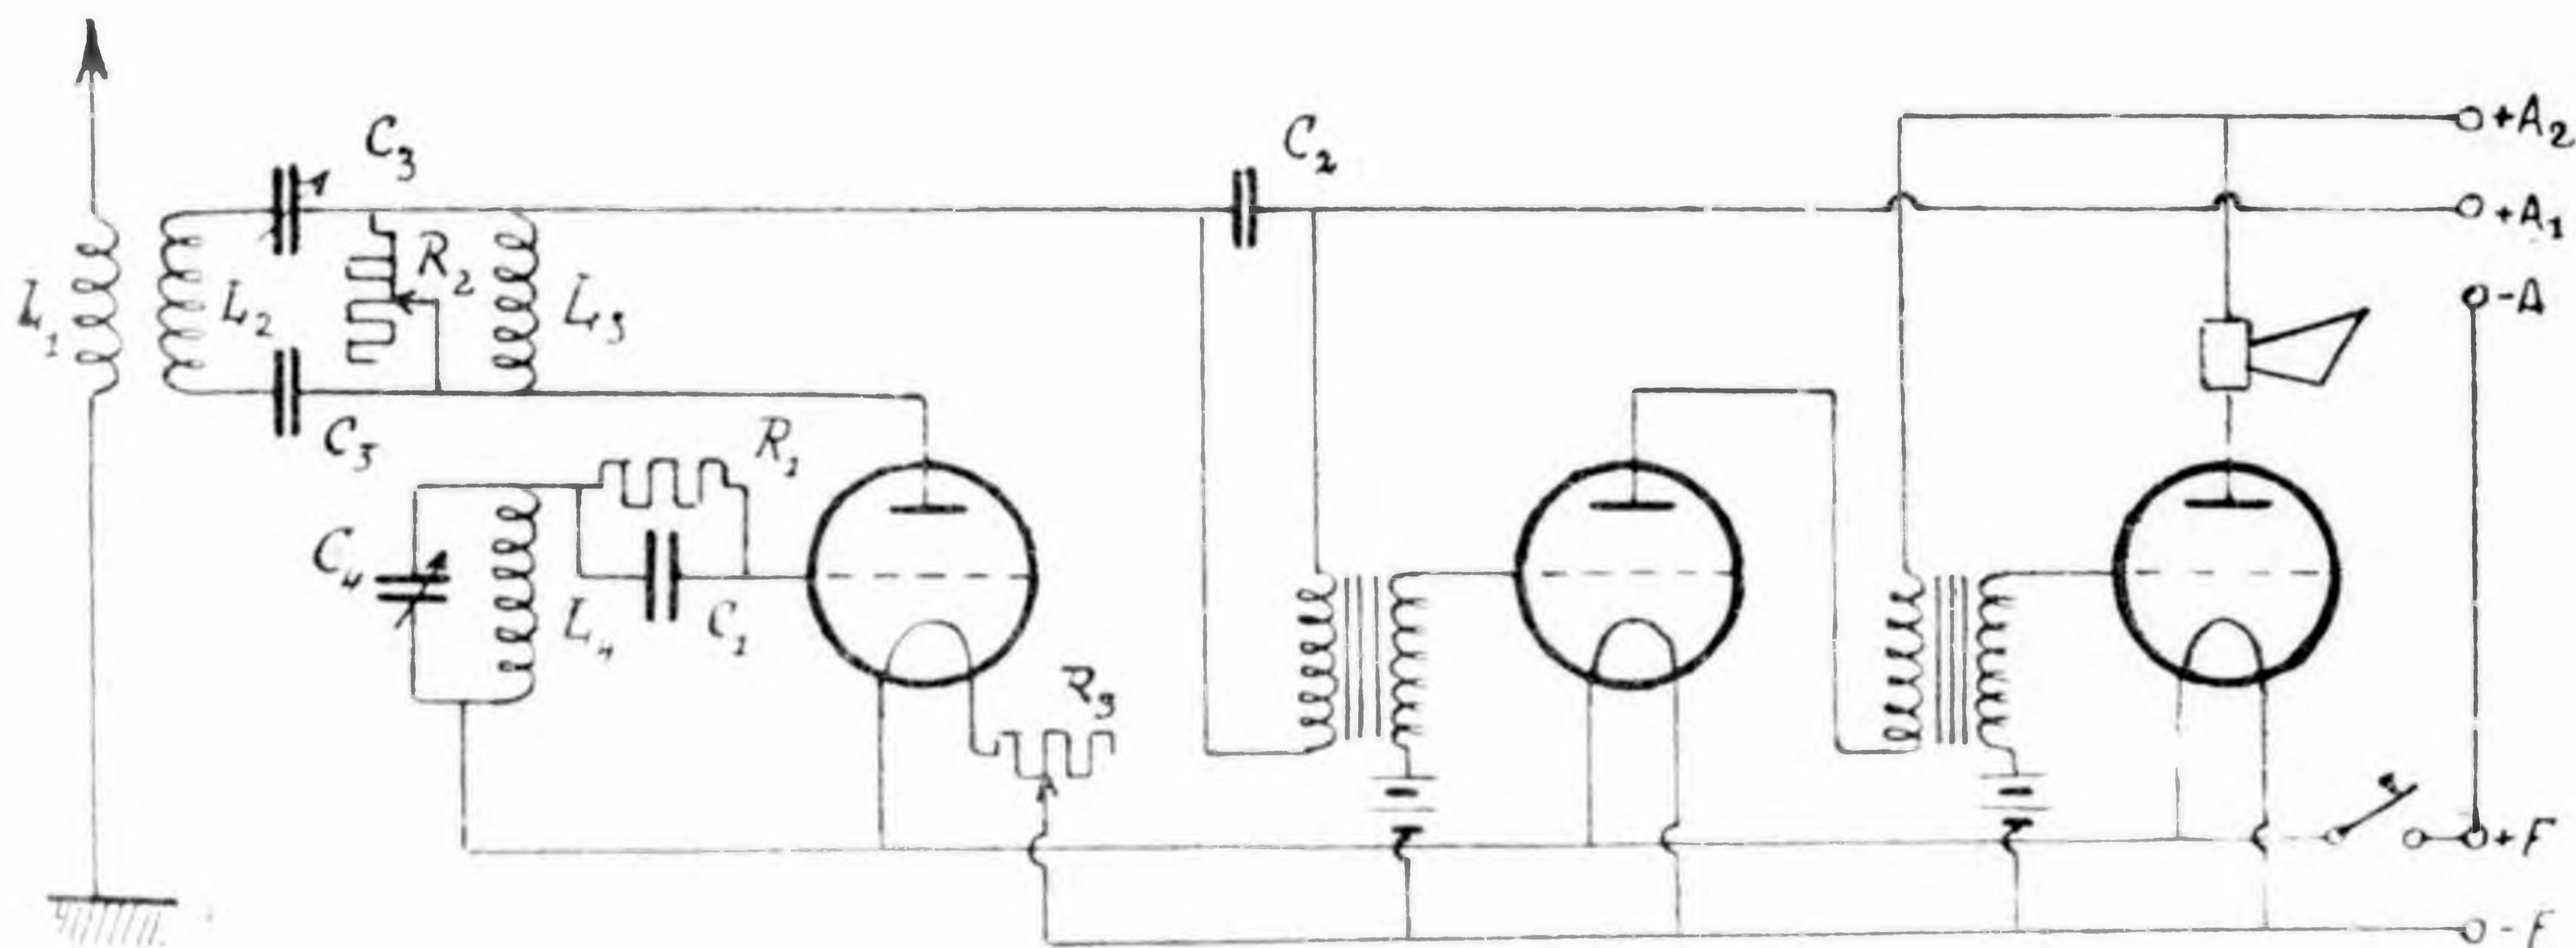 C₃
C₂
+A₂
+A₁
-A
L₁
L₂
R₂
L₃
C₃
R₁
C₄
L₄
C₁
R₃
+F
-F